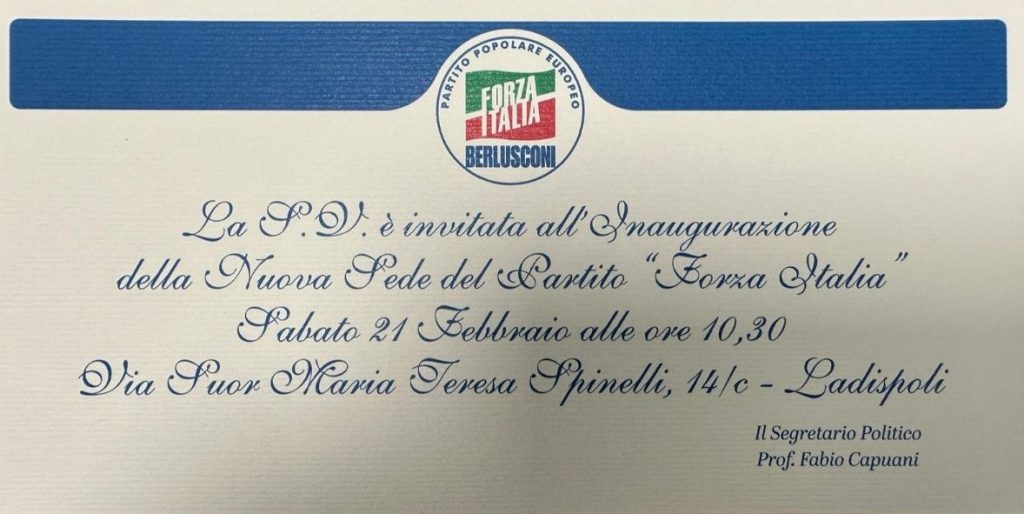 PARTITO POPOLARE EUROPEO
FORZA
ITALIA
BERLUSCONI
La S.V. è invitata all'Inaugurazione
della Nuova Sede del Partito "Forza Italia"
Sabato 21 Febbraio alle ore 10,30
Via Suor Maria Teresa Spinelli, 14/c - Ladispoli
Il Segretario Politico
Prof. Fabio Capuani